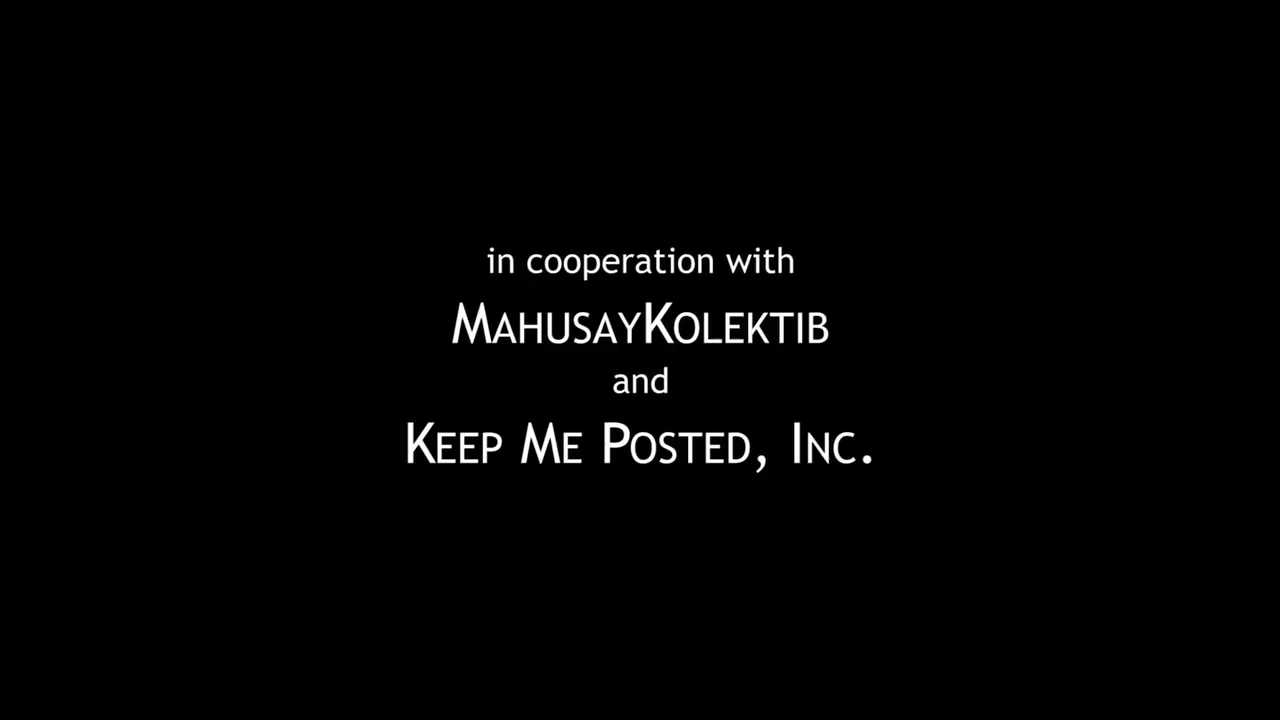 in cooperation with
MAHUSAYKOLEKTIB
and
KEEP ME POSTED, INC.